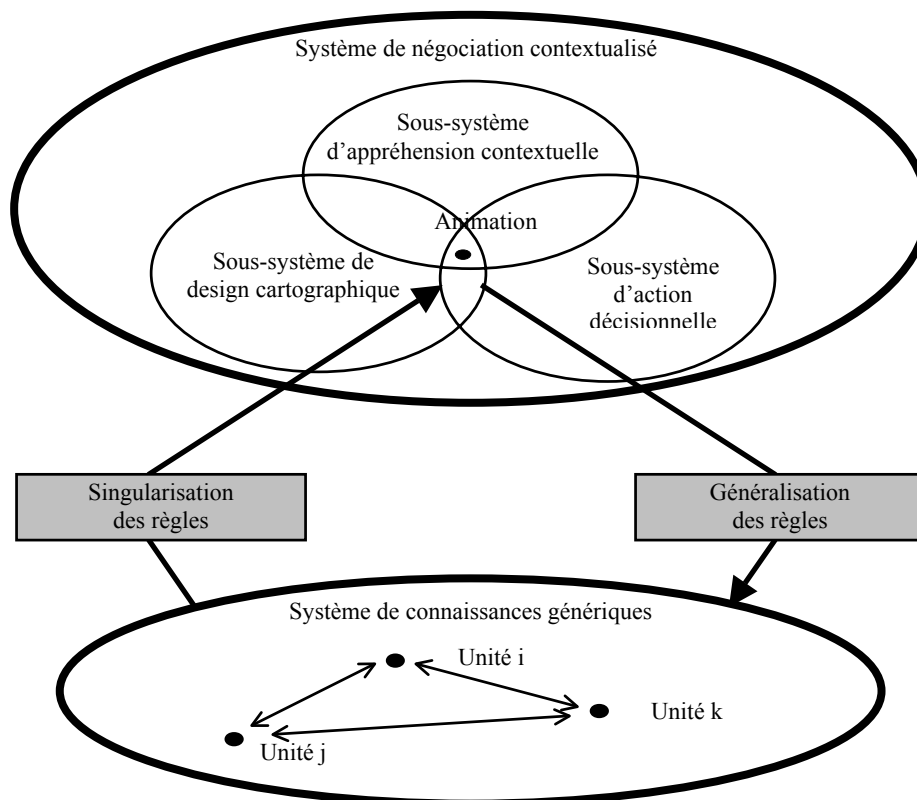 Système de négociation contextualisé
Sous-système
d'appréhension contextuelle
Animation
Sous-système de
design cartographique
Sous-système
d'action
décisionnelle
Singularisation
des règles
Généralisation
des règles
Système de connaissances génériques
Unité i
Unité k
Unité j